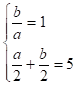 b/a = 1
a/2 + b/2 = 5